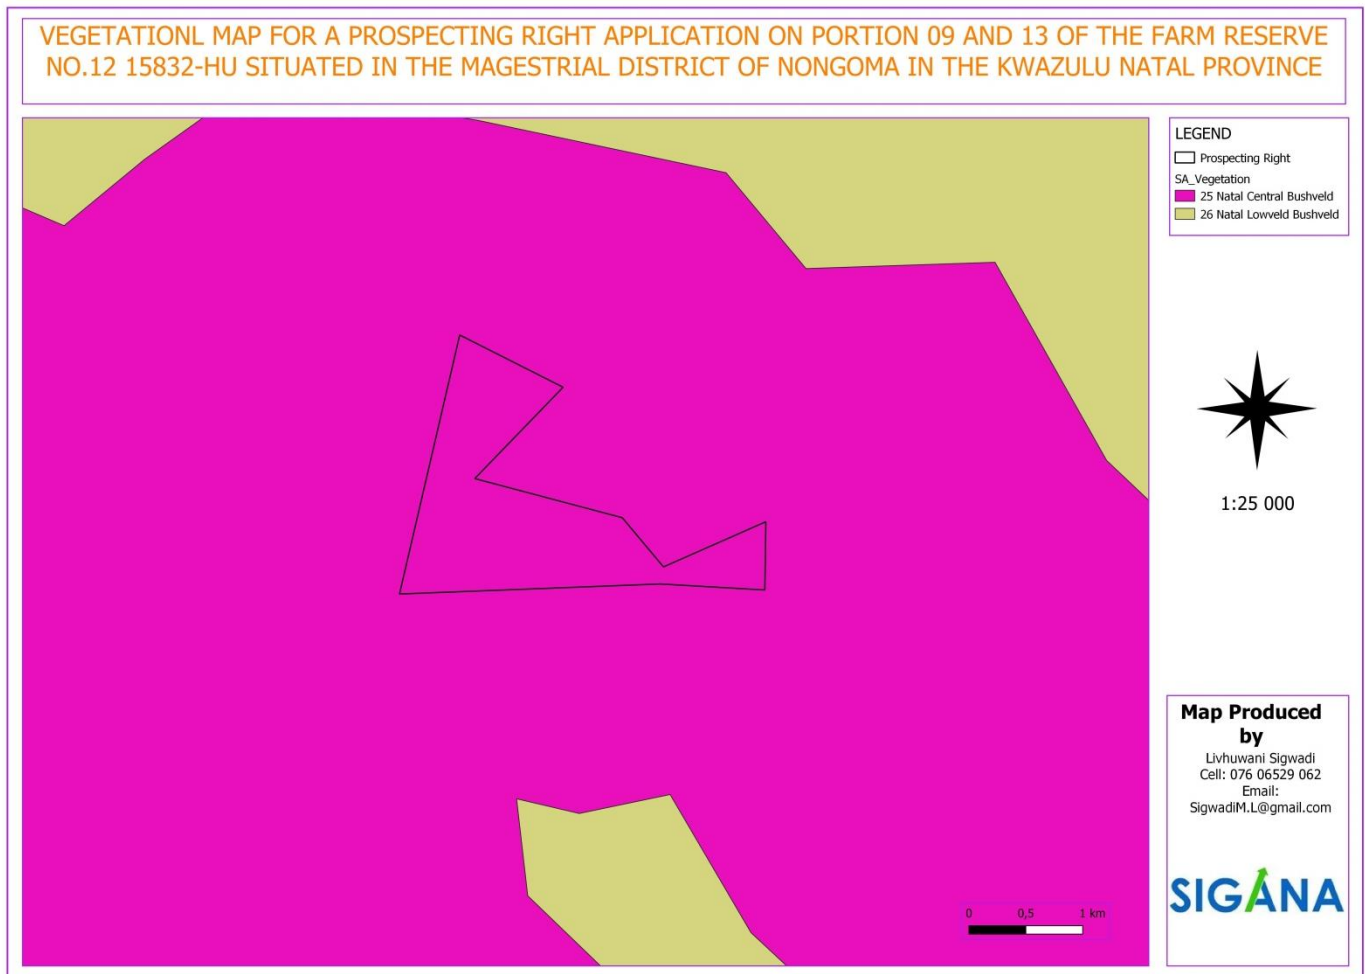 VEGETATIONL MAP FOR A PROSPECTING RIGHT APPLICATION ON PORTION 09 AND 13 OF THE FARM RESERVE
NO.12 15832-HU SITUATED IN THE MAGESTRIAL DISTRICT OF NONGOMA IN THE KWAZULU NATAL PROVINCE
LEGEND
Prospecting Right
SA_Vegetation
25 Natal Central Bushveld
26 Natal Lowveld Bushveld
1:25 000
Map Produced
by
Livhuwani Sigwadi
Cell: 076 06529 062
Email:
SigwadiM.L@gmail.com
SIGANA
0 0,5 1 km